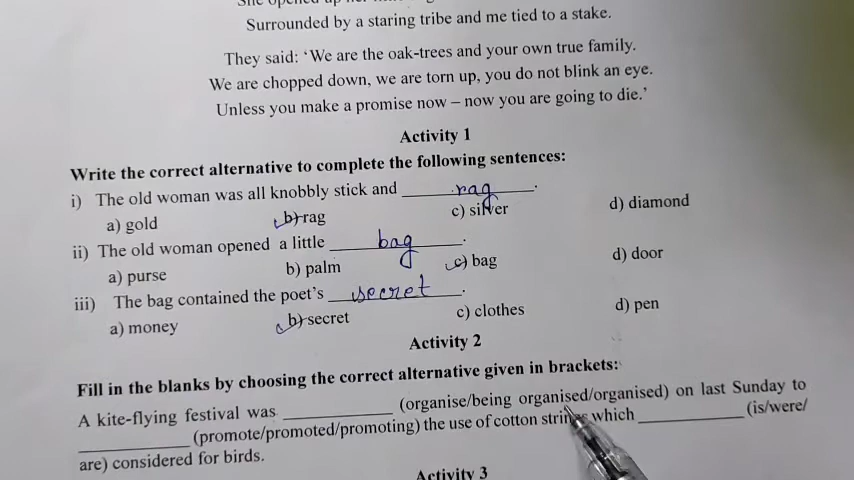 She opened up her
Surrounded by a staring tribe and me tied to a stake.
They said: ‘We are the oak-trees and your own true family.
We are chopped down, we are torn up, you do not blink an eye.
Unless you make a promise now – now you are going to die.’
Activity 1
Write the correct alternative to complete the following sentences:
i) The old woman was all knobbly stick and rag.
a) gold b) rag c) silver d) diamond
ii) The old woman opened a little bag.
a) purse b) palm c) bag d) door
iii) The bag contained the poet’s secret.
a) money b) secret c) clothes d) pen
Activity 2
Fill in the blanks by choosing the correct alternative given in brackets:
A kite-flying festival was ____________ (organise/being organised/organised) on last Sunday to
____________ (promote/promoted/promoting) the use of cotton which ____________ (is/were/
are) considered for birds.
Activity 3